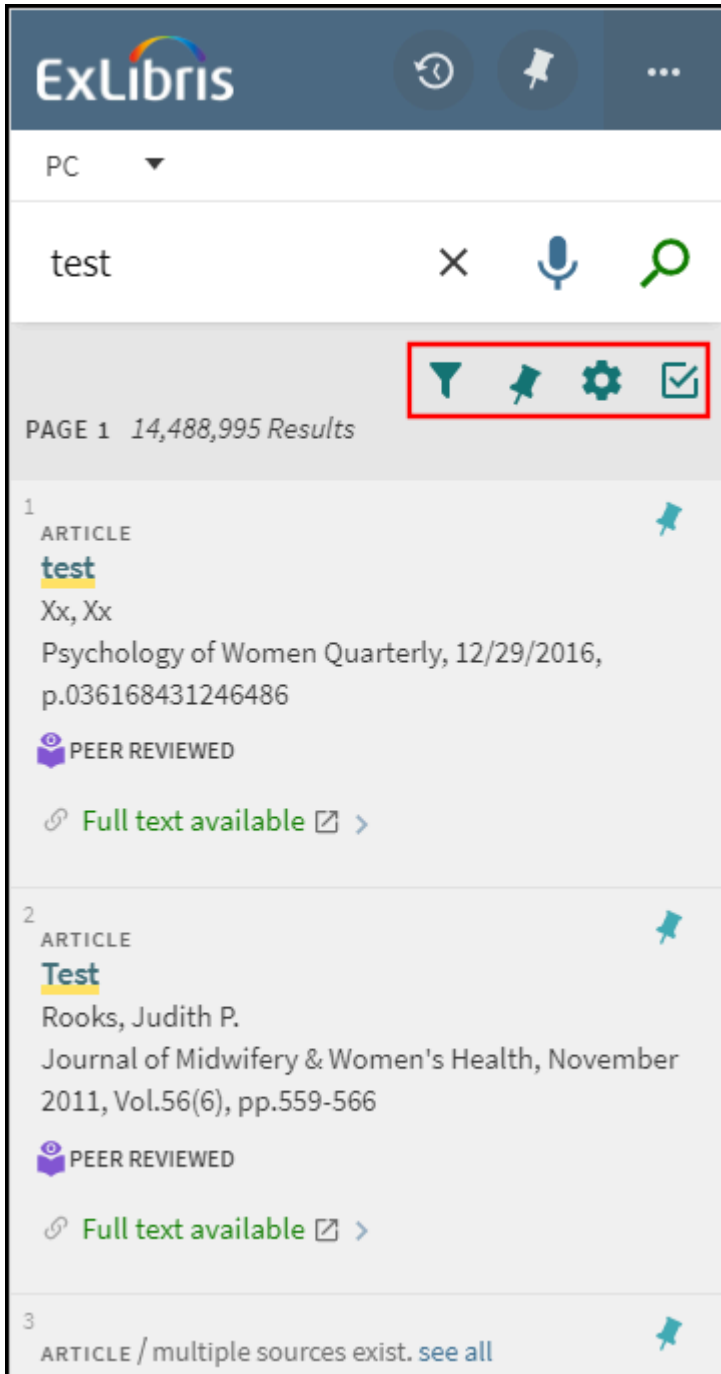 ExLibris
PC
test
PAGE 1 14,488,995 Results
1
ARTICLE
test
Xx, Xx
Psychology of Women Quarterly, 12/29/2016,
p.036168431246486
PEER REVIEWED
Full text available
2
ARTICLE
Test
Rooks, Judith P.
Journal of Midwifery & Women's Health, November
2011, Vol.56(6), pp.559-566
PEER REVIEWED
Full text available
3
ARTICLE / multiple sources exist. see all